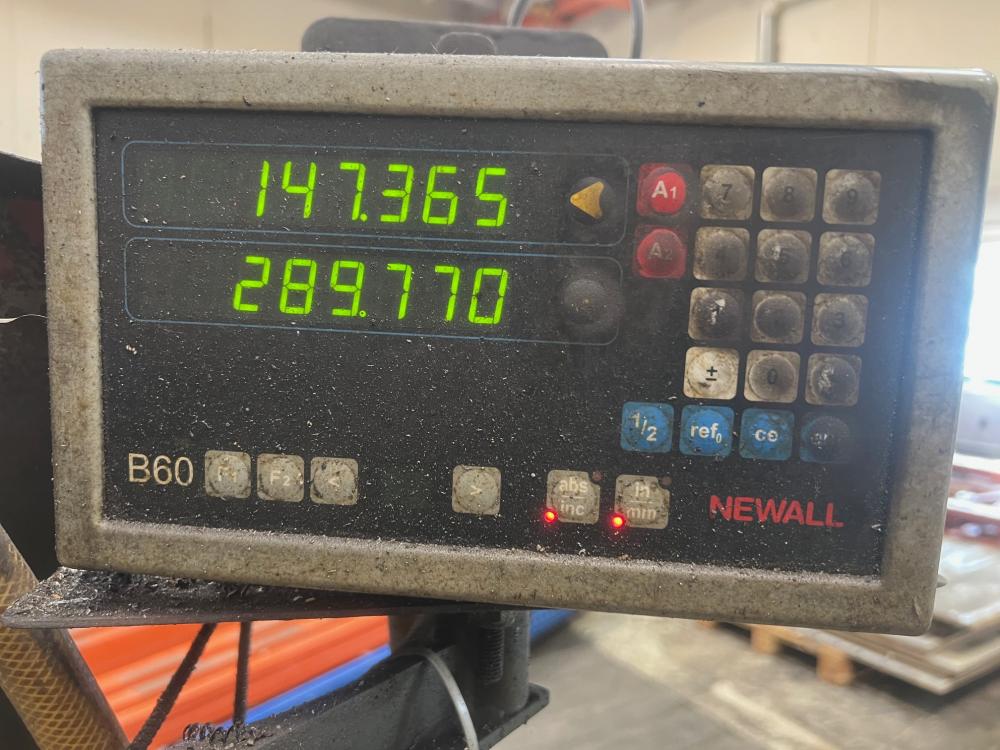 147.365
289.770
A1
A2
7 8 9
± 0
1/2 ref0 ce
B60 F1 F2 < > abs inc in mm NEWALL